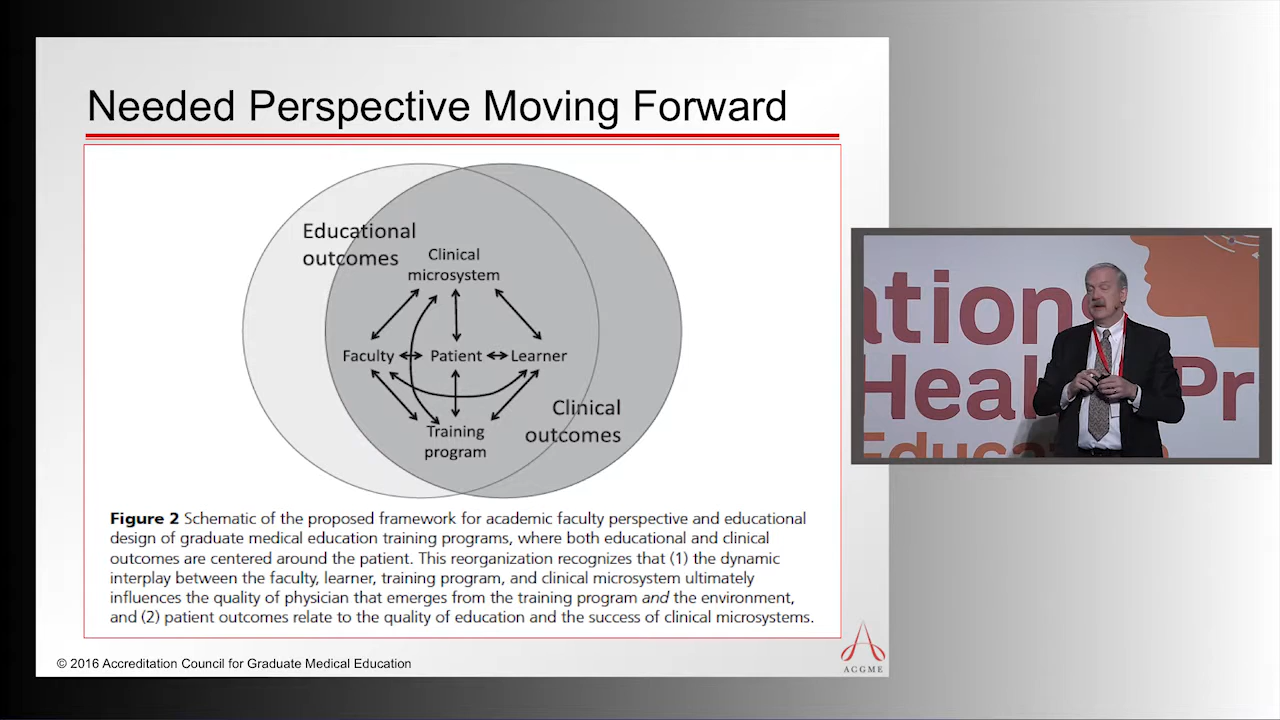 Needed Perspective Moving Forward
Educational
outcomes
Clinical
microsystem
Faculty
Patient
Learner
Clinical
outcomes
Training
program
Figure 2 Schematic of the proposed framework for academic faculty perspective and educational
design of graduate medical education training programs, where both educational and clinical
outcomes are centered around the patient. This reorganization recognizes that (1) the dynamic
interplay between the faculty, learner, training program, and clinical microsystem ultimately
influences the quality of physician that emerges from the training program and the environment,
and (2) patient outcomes relate to the quality of education and the success of clinical microsystems.
© 2016 Accreditation Council for Graduate Medical Education
ACGME
ationa
Heal Pr
Education